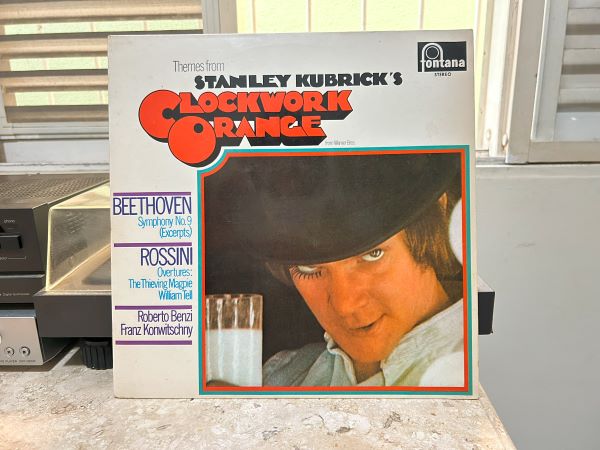 fontana
STEREO
Themes from
STANLEY KUBRICK'S
CLOCKWORK
ORANGE
from Warner Bros.
BEETHOVEN
Symphony No.9
(Excerpts)
ROSSINI
Overtures:
The Thieving Magpie
William Tell
Roberto Benzi
Franz Konwitschny
phono